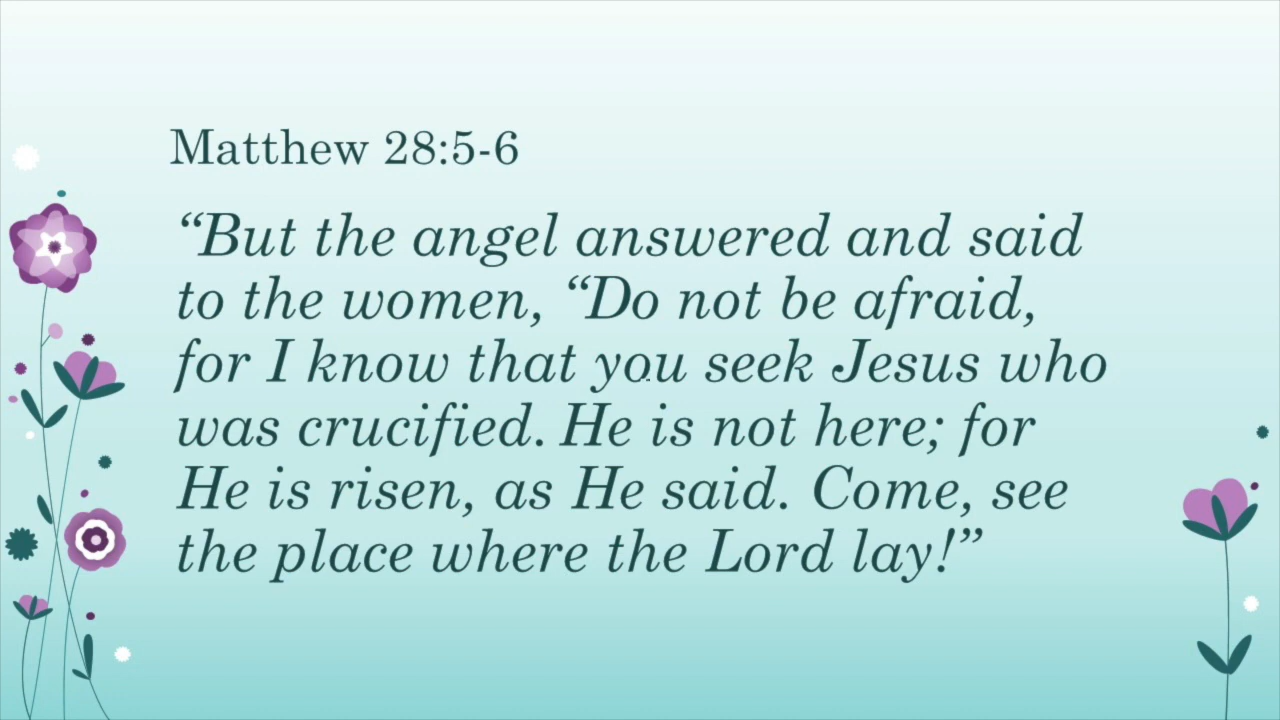 Matthew 28:5-6
“But the angel answered and said
to the women, “Do not be afraid,
for I know that you seek Jesus who
was crucified. He is not here; for
He is risen, as He said. Come, see
the place where the Lord lay!”